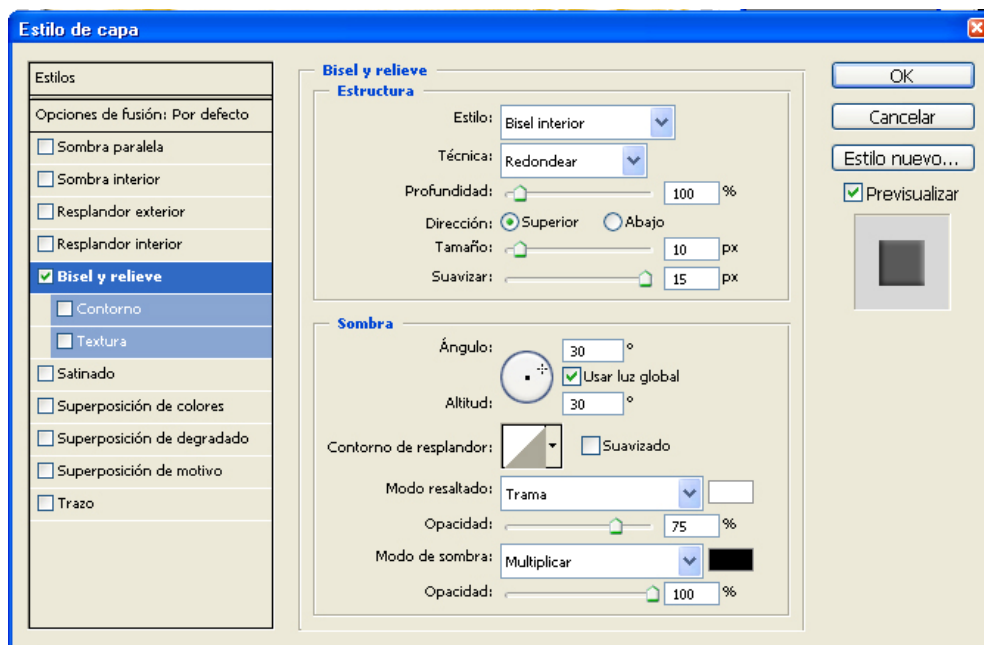 Estilo de capa
Estilos
Opciones de fusión: Por defecto
Sombra paralela
Sombra interior
Resplandor exterior
Resplandor interior
Bisel y relieve
Contorno
Textura
Satinado
Superposición de colores
Superposición de degradado
Superposición de motivo
Trazo
Bisel y relieve
Estructura
Estilo: Bisel interior
Técnica: Redondear
Profundidad: 100 %
Dirección: Superior Abajo
Tamaño: 10 px
Suavizar: 15 px
Sombra
Ángulo: 30 °
Usar luz global
Altitud: 30 °
Contorno de resplandor: Suavizado
Modo resaltado: Trama
Opacidad: 75 %
Modo de sombra: Multiplicar
Opacidad: 100 %
OK
Cancelar
Estilo nuevo...
Previsualizar